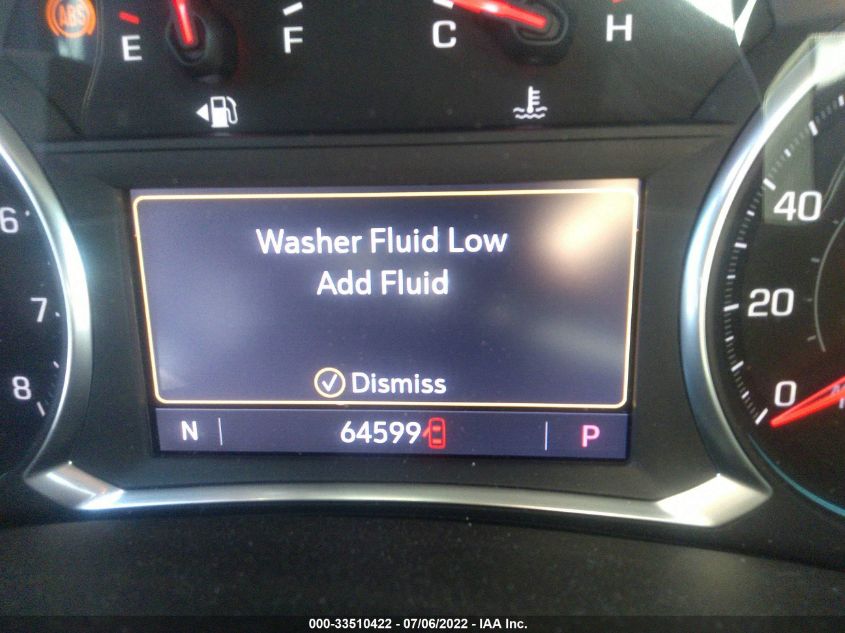 ABS
E
F
C
H
6
7
8
Washer Fluid Low
Add Fluid
Dismiss
N
64599
P
40
20
0
000-33510422 - 07/06/2022 - IAA Inc.